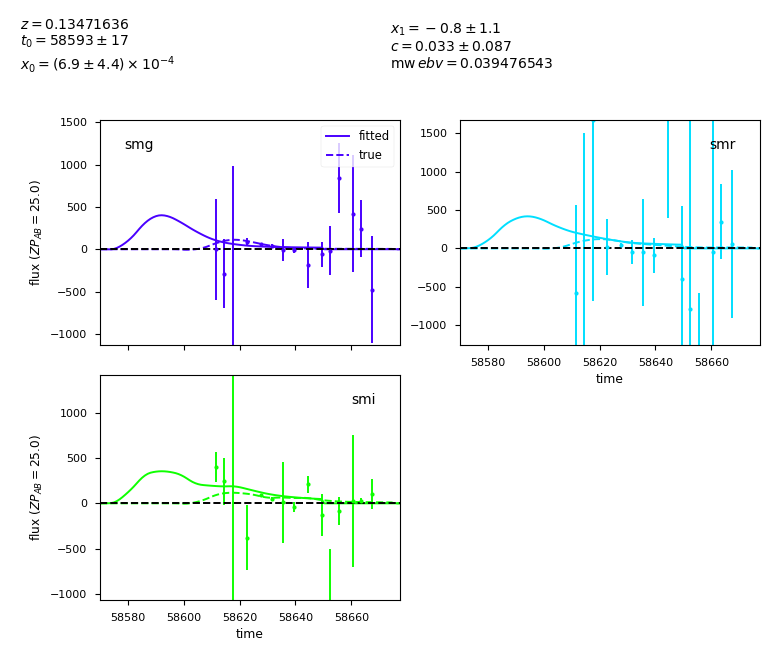 z = 0.13471636
t₀ = 58593 ± 17
x₀ = (6.9 ± 4.4) × 10⁻⁴
x₁ = −0.8 ± 1.1
c = 0.033 ± 0.087
mw ebv = 0.039476543
smg
fitted
true
flux (ZP_AB = 25.0)
1500
1000
500
0
−500
−1000
smr
1500
1000
500
0
−500
−1000
58580 58600 58620 58640 58660
time
smi
flux (ZP_AB = 25.0)
1000
500
0
−500
−1000
58580 58600 58620 58640 58660
time